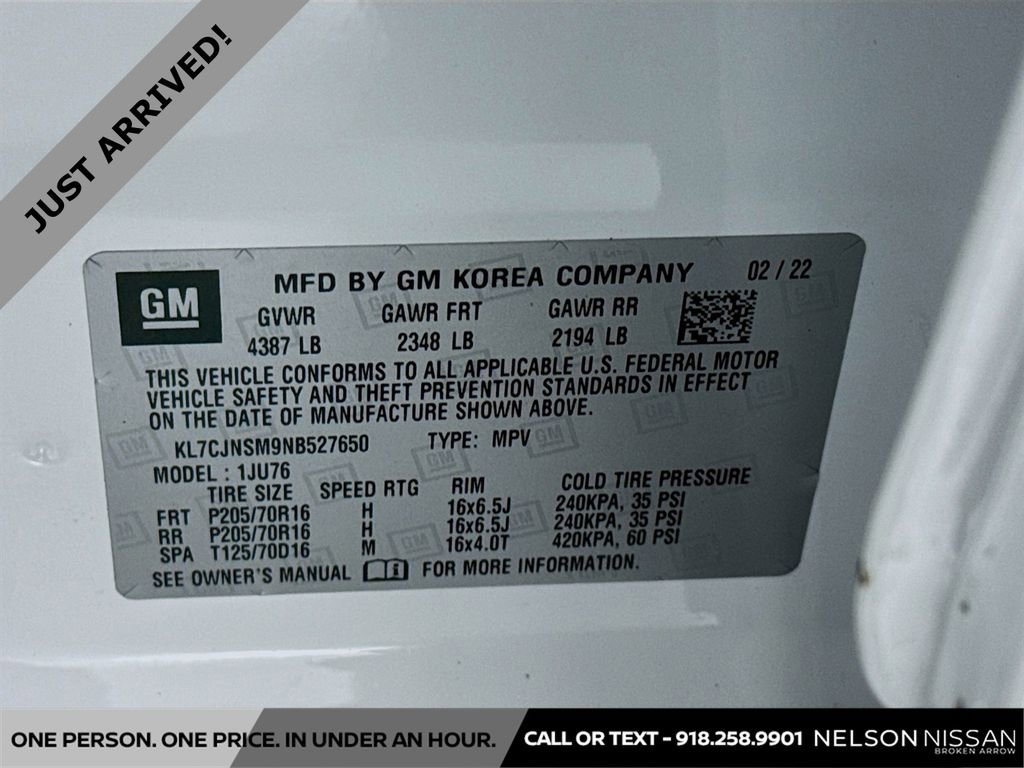 JUST ARRIVED!
GM
MFD BY GM KOREA COMPANY 02 / 22
GVWR GAWR FRT GAWR RR
4387 LB 2348 LB 2194 LB
THIS VEHICLE CONFORMS TO ALL APPLICABLE U.S. FEDERAL MOTOR
VEHICLE SAFETY AND THEFT PREVENTION STANDARDS IN EFFECT
ON THE DATE OF MANUFACTURE SHOWN ABOVE.
KL7CJNSM9NB527650 TYPE: MPV
MODEL : 1JU76
TIRE SIZE SPEED RTG RIM COLD TIRE PRESSURE
FRT P205/70R16 H 16x6.5J 240KPA, 35 PSI
RR P205/70R16 H 16x6.5J 240KPA, 35 PSI
SPA T125/70D16 M 16x4.0T 420KPA, 60 PSI
SEE OWNER'S MANUAL FOR MORE INFORMATION.
ONE PERSON. ONE PRICE. IN UNDER AN HOUR. CALL OR TEXT - 918.258.9901 NELSON NISSAN
BROKEN ARROW